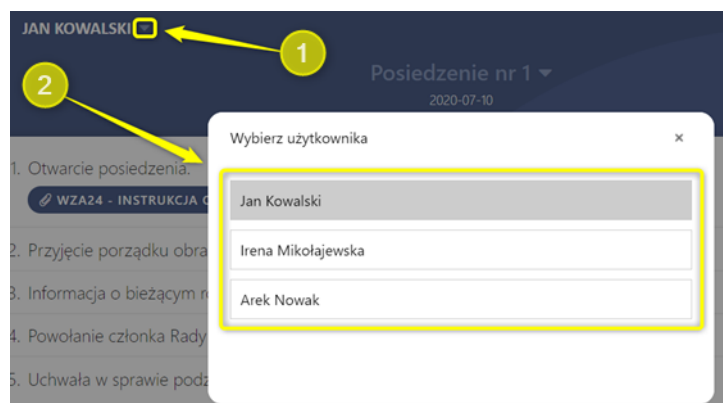 JAN KOWALSKI
1
Posiedzenie nr 1
2
2020-07-10
Wybierz użytkownika
×
1. Otwarcie posiedzenia.
WZA24 - INSTRUKCJA
Jan Kowalski
2. Przyjęcie porządku obra
Irena Mikołajewska
3. Informacja o bieżącym
Arek Nowak
4. Powołanie członka Rady
5. Uchwała w sprawie podz